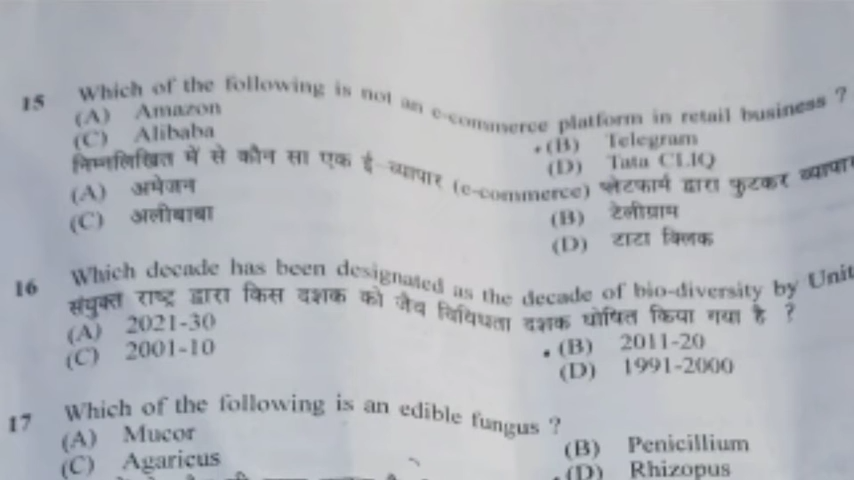 15 Which of the following is not an e-commerce platform in retail business ?
(A) Amazon (B) Telegram
(C) Alibaba (D) Tata CLIQ
निम्नलिखित में से कौन सा एक ई-व्यापार (e-commerce) प्लेटफार्म द्वारा फुटकर व्यापार
(A) अमेजन (B) टेलीग्राम
(C) अलीबाबा (D) टाटा क्लिक
16 Which decade has been designated as the decade of bio-diversity by Unit
संयुक्त राष्ट्र द्वारा किस दशक को जैव विविधता दशक घोषित किया गया है ?
(A) 2021-30 (B) 2011-20
(C) 2001-10 (D) 1991-2000
17 Which of the following is an edible fungus ?
(A) Mucor (B) Penicillium
(C) Agaricus (D) Rhizopus